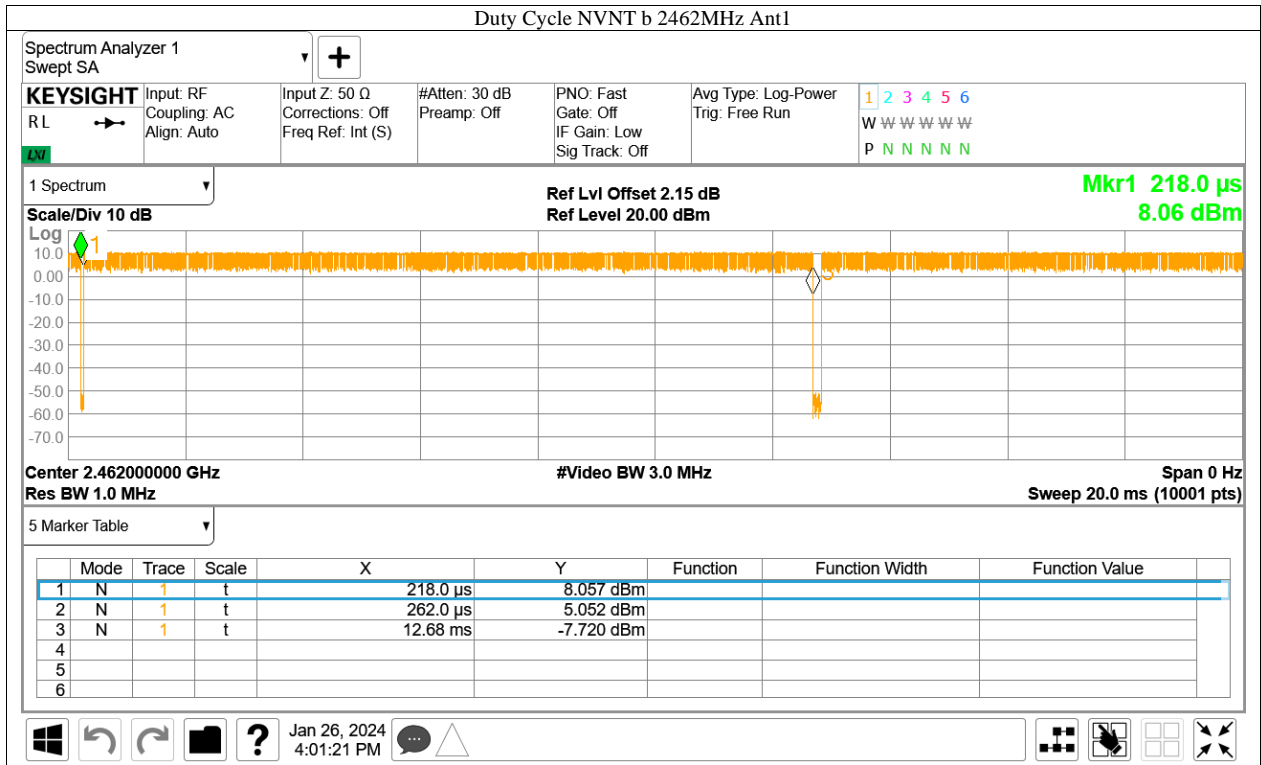 Duty Cycle NVNT b 2462MHz Ant1
Spectrum Analyzer 1
Swept SA
KEYSIGHT
RL
LXI
Input: RF
Coupling: AC
Align: Auto
Input Z: 50 Ω
Corrections: Off
Freq Ref: Int (S)
#Atten: 30 dB
Preamp: Off
PNO: Fast
Gate: Off
IF Gain: Low
Sig Track: Off
Avg Type: Log-Power
Trig: Free Run
1 2 3 4 5 6
W W W W W W
P N N N N N
1 Spectrum
Scale/Div 10 dB
Ref Lvl Offset 2.15 dB
Ref Level 20.00 dBm
Mkr1 218.0 µs
8.06 dBm
Log
10.0
0.00
-10.0
-20.0
-30.0
-40.0
-50.0
-60.0
-70.0
1
3
Center 2.462000000 GHz
Res BW 1.0 MHz
#Video BW 3.0 MHz
Span 0 Hz
Sweep 20.0 ms (10001 pts)
5 Marker Table
Mode Trace Scale X Y Function Function Width Function Value
1 N 1 t 218.0 µs 8.057 dBm
2 N 1 t 262.0 µs 5.052 dBm
3 N 1 t 12.68 ms -7.720 dBm
4
5
6
?
Jan 26, 2024
4:01:21 PM